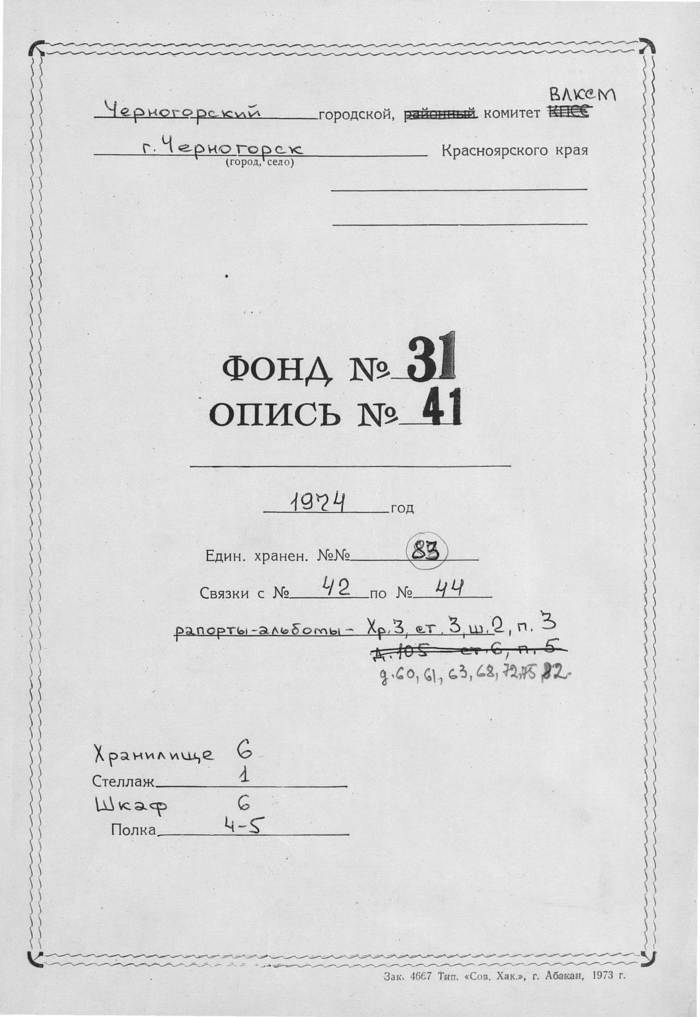 ВЛКСМ
Черногорский городской, районный комитет КПСС
г. Черногорск Красноярского края
(город, село)
ФОНД № 31
ОПИСЬ № 41
1974 год
Един. хранен. №№ 83
Связки с № 42 по № 44
рапорты-альбомы - Хр.3, ст. 3, ш. 2, п. 3
д. 105 ст. 6, п. 5
д. 60, 61, 63, 68, 72, 75, 82.
Хранилище 6
Стеллаж 1
Шкаф 6
Полка 4-5
Зак. 4667 Тип. «Сов. Хак.», г. Абакан, 1973 г.